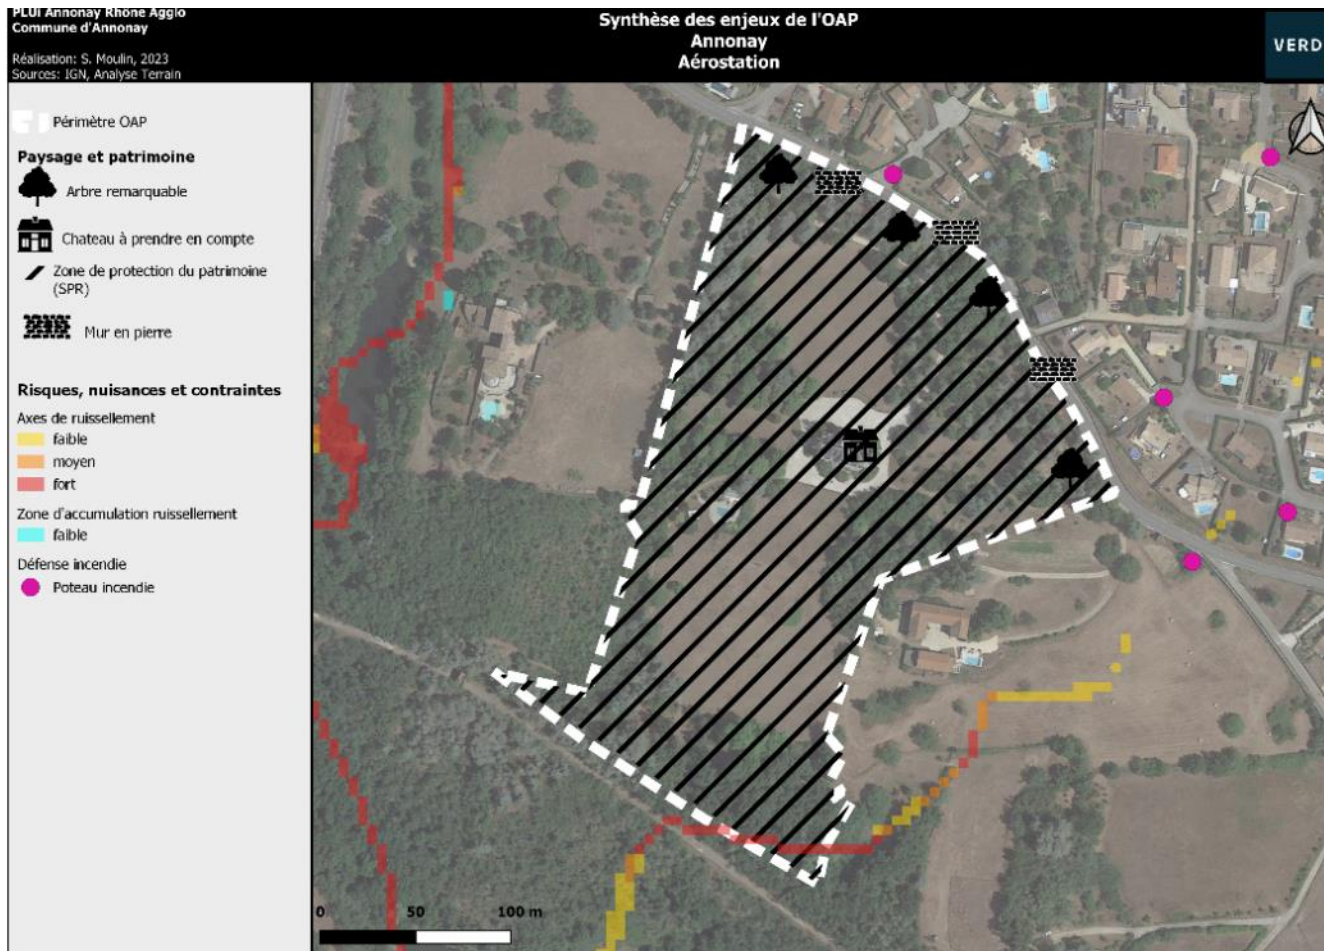 PLUI Annonay Rhône Agglo
Commune d'Annonay
Réalisation: S. Moulin, 2023
Sources: IGN, Analyse Terrain
Synthèse des enjeux de l'OAP
Annonay
Aérostation
VERD
Périmètre OAP
Paysage et patrimoine
Arbre remarquable
Chateau à prendre en compte
Zone de protection du patrimoine
(SPR)
Mur en pierre
Risques, nuisances et contraintes
Axes de ruissellement
faible
moyen
fort
Zone d'accumulation ruissellement
faible
Défense incendie
Poteau incendie
0 50 100 m